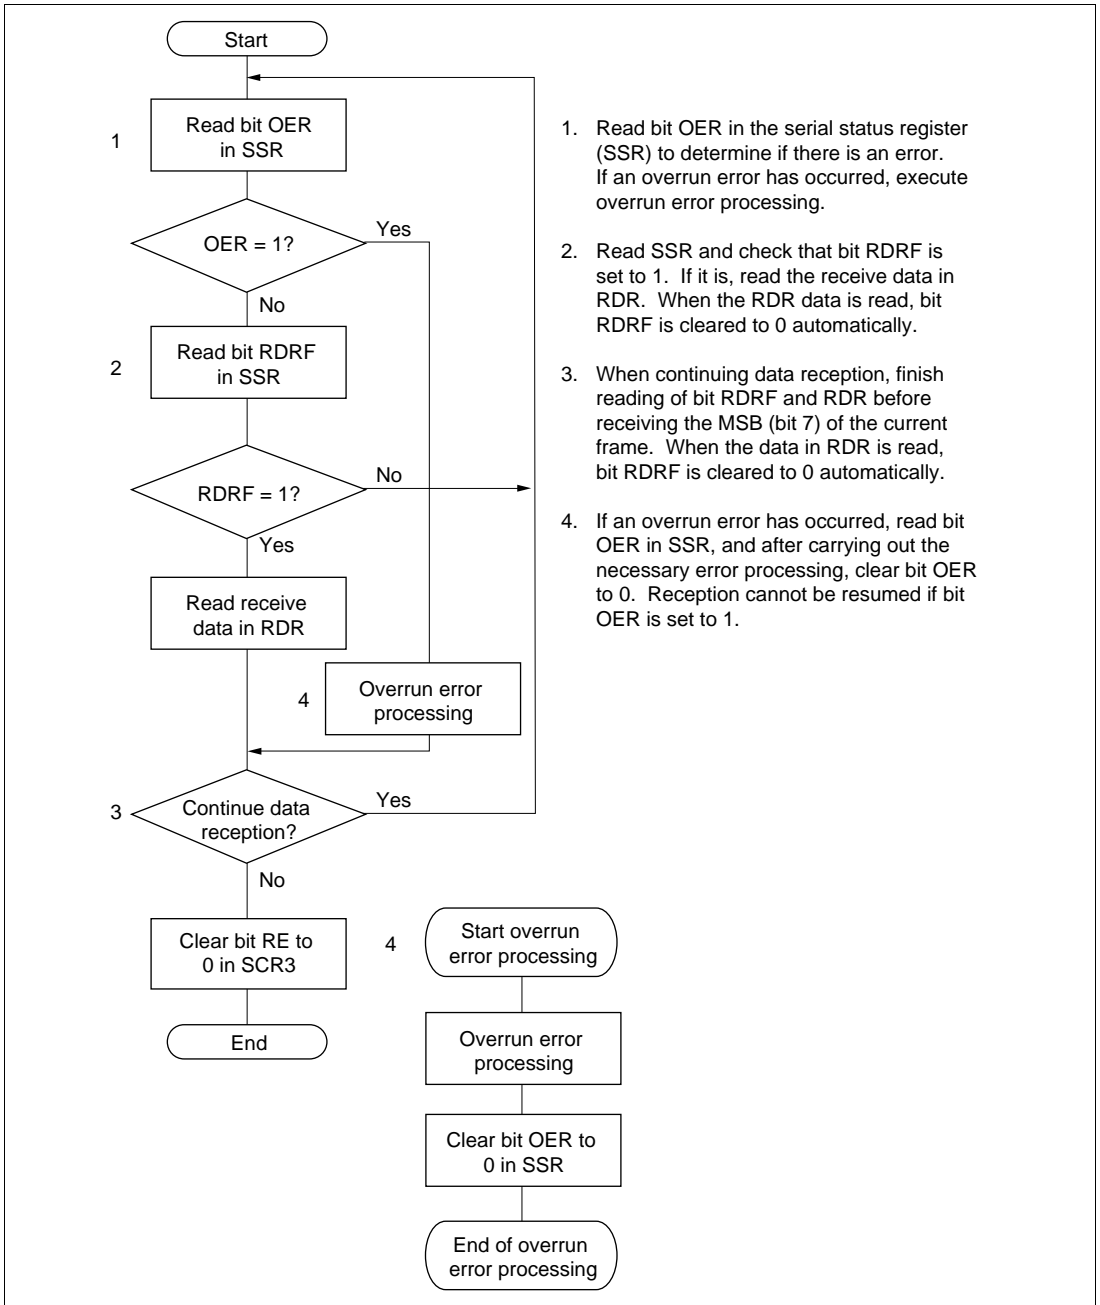 Start
1
Read bit OER
in SSR
OER = 1?
Yes
No
2
Read bit RDRF
in SSR
RDRF = 1?
No
Yes
Read receive
data in RDR
4
Overrun error
processing
3
Continue data
reception?
Yes
No
Clear bit RE to
0 in SCR3
End
4
Start overrun
error processing
Overrun error
processing
Clear bit OER to
0 in SSR
End of overrun
error processing
1. Read bit OER in the serial status register
(SSR) to determine if there is an error.
If an overrun error has occurred, execute
overrun error processing.
2. Read SSR and check that bit RDRF is
set to 1. If it is, read the receive data in
RDR. When the RDR data is read, bit
RDRF is cleared to 0 automatically.
3. When continuing data reception, finish
reading of bit RDRF and RDR before
receiving the MSB (bit 7) of the current
frame. When the data in RDR is read,
bit RDRF is cleared to 0 automatically.
4. If an overrun error has occurred, read bit
OER in SSR, and after carrying out the
necessary error processing, clear bit OER
to 0. Reception cannot be resumed if bit
OER is set to 1.